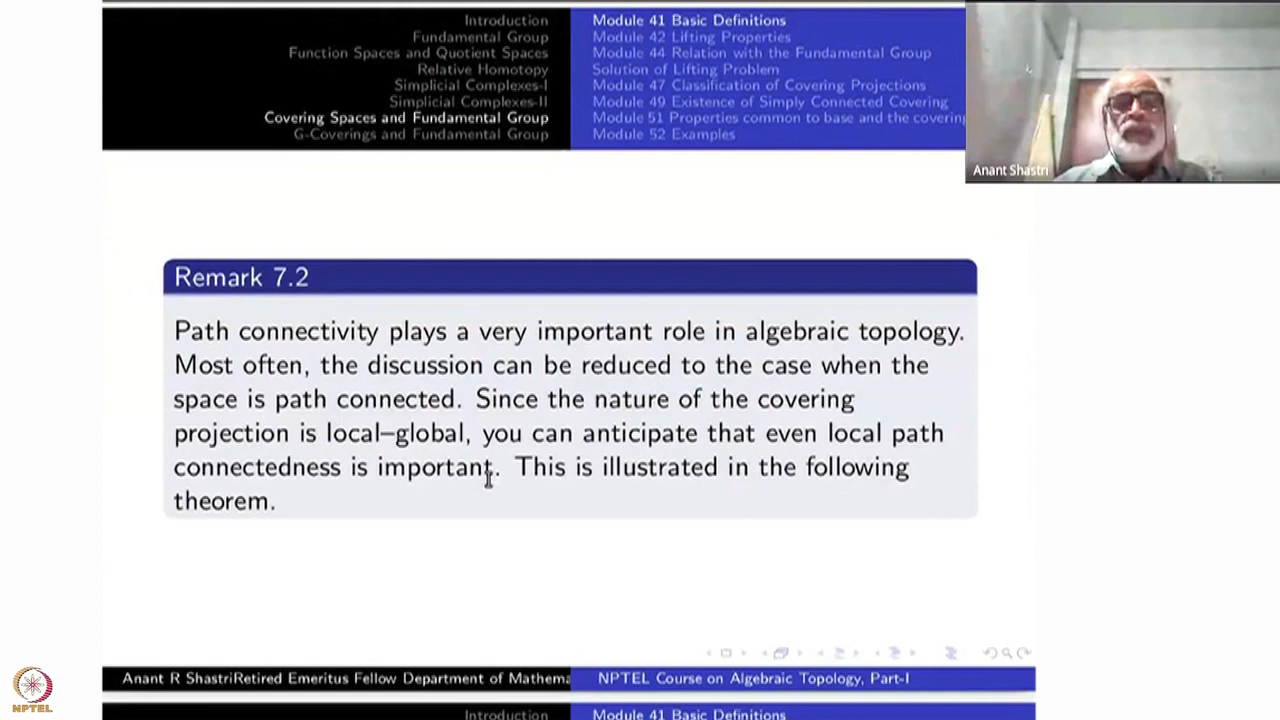 Introduction
Fundamental Group
Function Spaces and Quotient Spaces
Relative Homotopy
Simplicial Complexes-I
Simplicial Complexes-II
Covering Spaces and Fundamental Group
G-Coverings and Fundamental Group
Module 41 Basic Definitions
Module 42 Lifting Properties
Module 44 Relation with the Fundamental Group
Solution of Lifting Problem
Module 47 Classification of Covering Projections
Module 49 Existence of Simply Connected Covering
Module 51 Properties common to base and the covering
Module 52 Examples
Anant Shastri
Remark 7.2
Path connectivity plays a very important role in algebraic topology.
Most often, the discussion can be reduced to the case when the
space is path connected. Since the nature of the covering
projection is local–global, you can anticipate that even local path
connectedness is important. This is illustrated in the following
theorem.
Anant R ShastriRetired Emeritus Fellow Department of Mathema
NPTEL Course on Algebraic Topology, Part-I
Introduction
Module 41 Basic Definitions
NPTEL